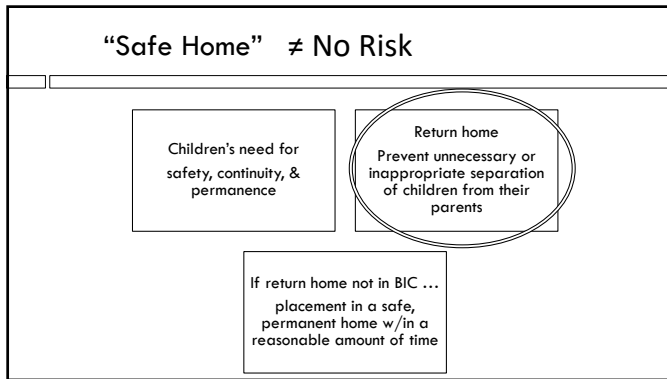 “Safe Home” ≠ No Risk
Children’s need for
safety, continuity, &
permanence
Return home
Prevent unnecessary or
inappropriate separation
of children from their
parents
If return home not in BIC …
placement in a safe,
permanent home w/in a
reasonable amount of time